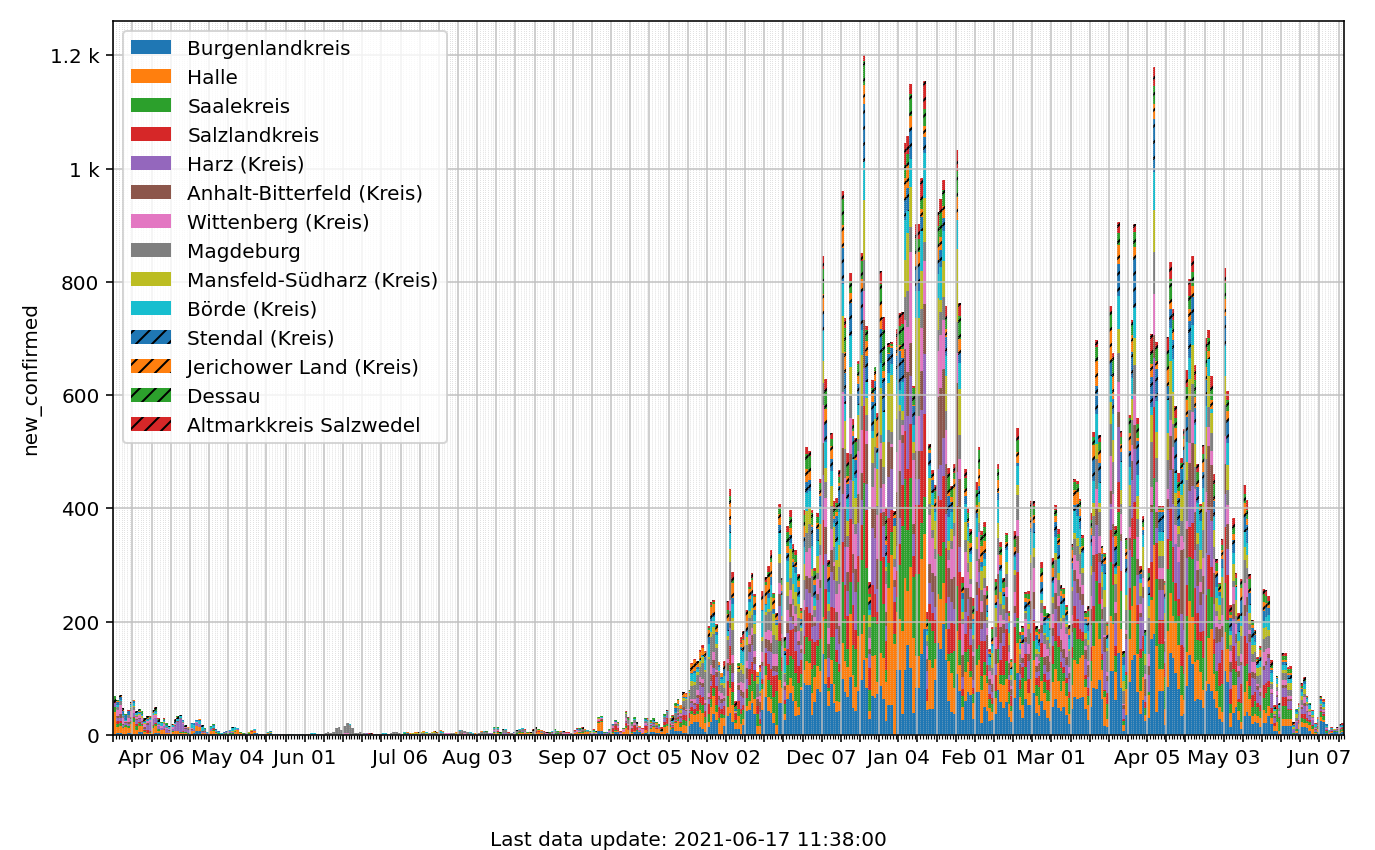 1.2 k
1 k
800
600
400
200
0
new_confirmed
Burgenlandkreis
Halle
Saalekreis
Salzlandkreis
Harz (Kreis)
Anhalt-Bitterfeld (Kreis)
Wittenberg (Kreis)
Magdeburg
Mansfeld-Südharz (Kreis)
Börde (Kreis)
Stendal (Kreis)
Jerichower Land (Kreis)
Dessau
Altmarkkreis Salzwedel
Apr 06 May 04 Jun 01 Jul 06 Aug 03 Sep 07 Oct 05 Nov 02 Dec 07 Jan 04 Feb 01 Mar 01 Apr 05 May 03 Jun 07
Last data update: 2021-06-17 11:38:00